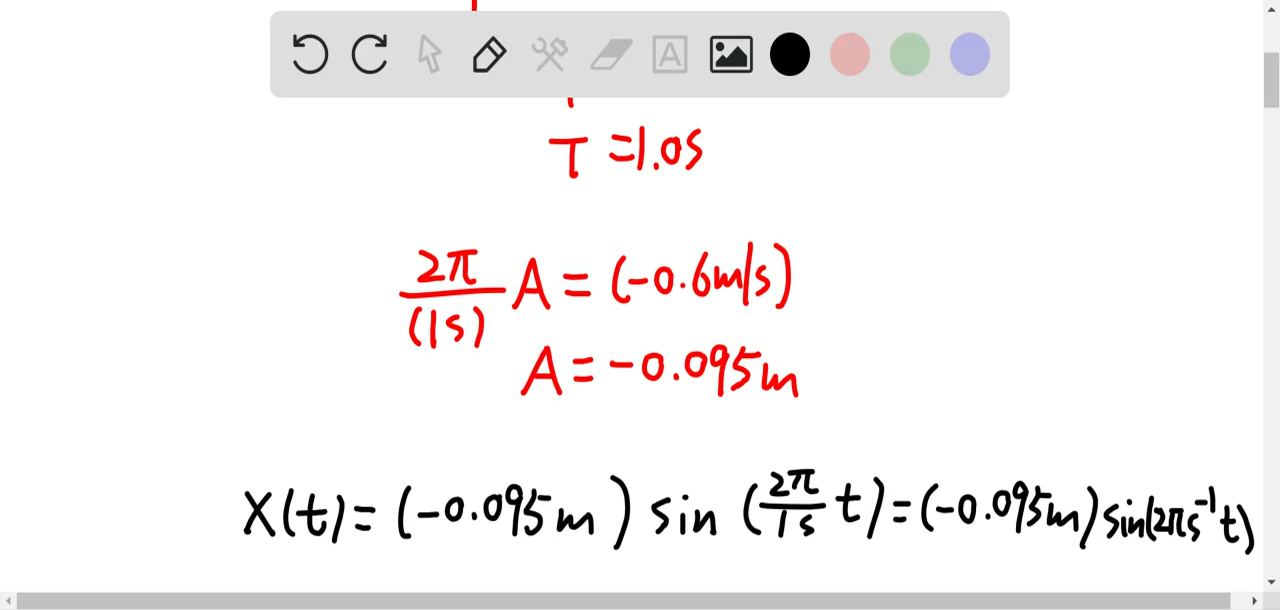 A
T = 1.0s
2π/(1s) A = (-0.6m/s)
A = -0.095m
X(t) = (-0.095m) sin (2π/1s t) = (-0.095m) sin(2πs⁻¹t)